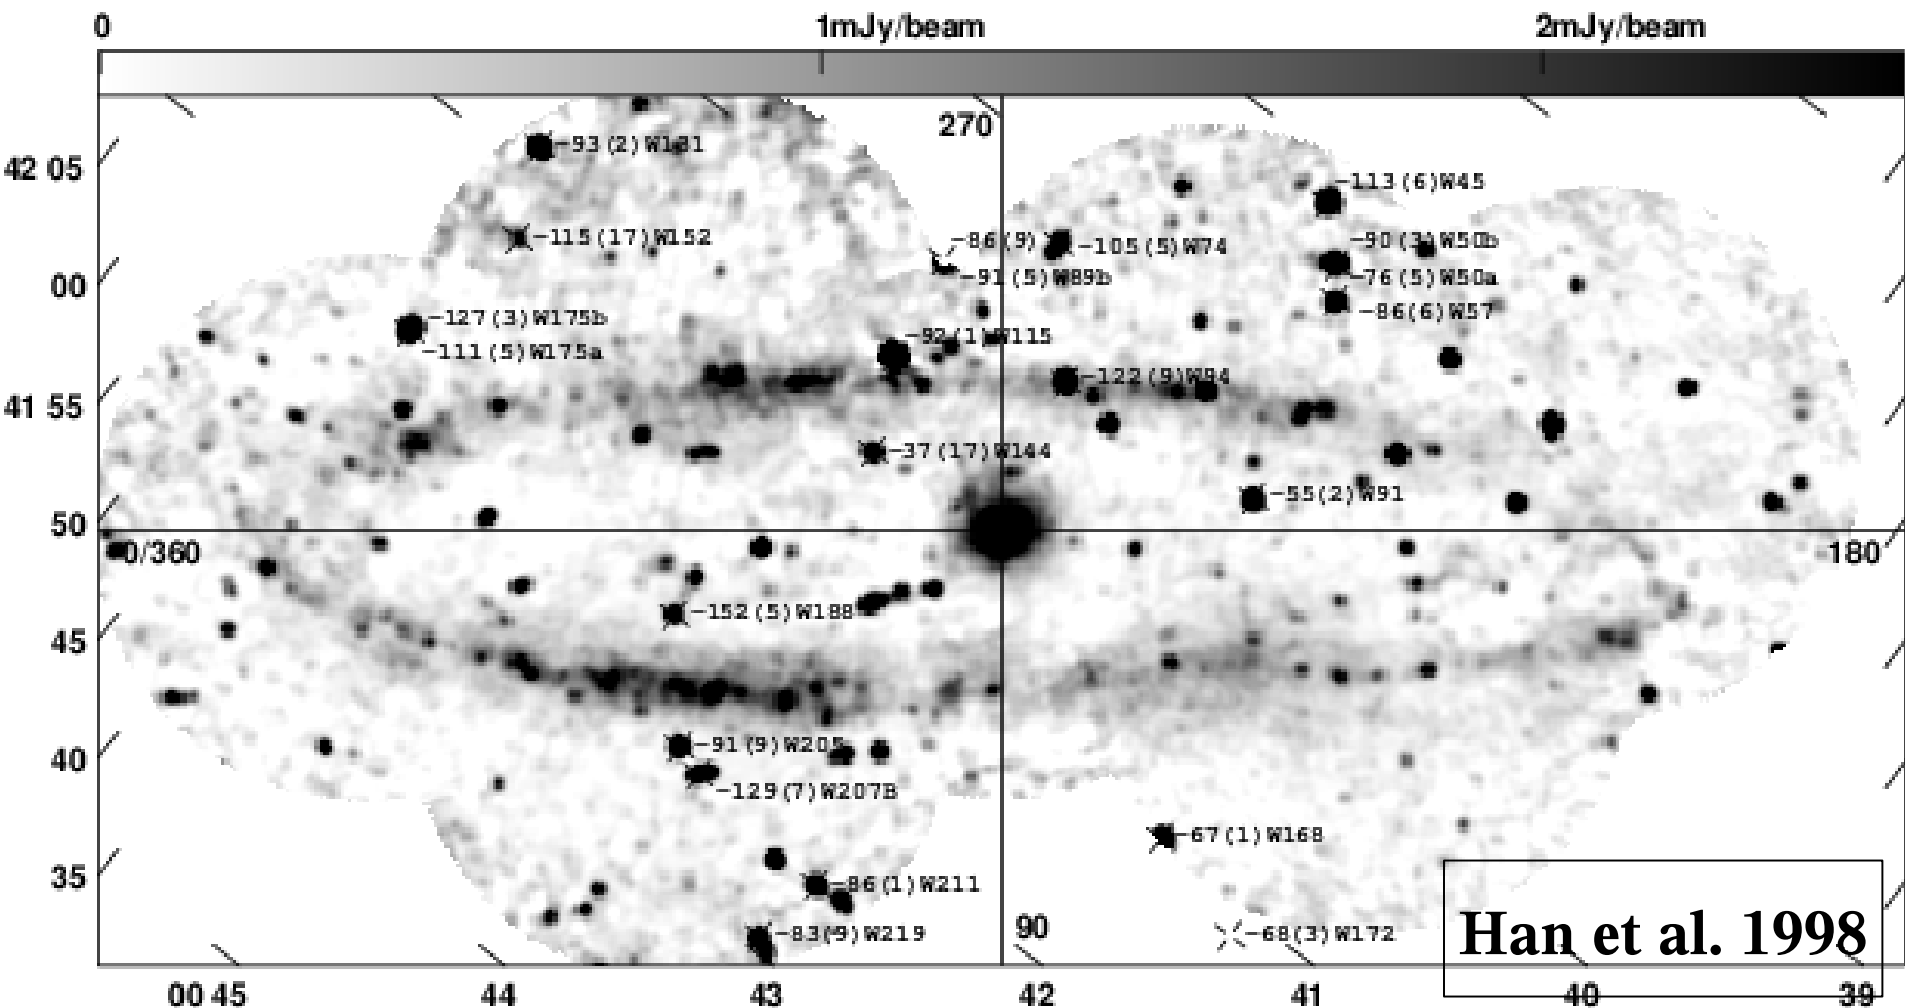 0 1mJy/beam 2mJy/beam
270
42 05
-93(2)W131
-113(6)W45
-115(17)W152
-86(9)
-105(5)W74
-90(3)W50b
-91(5)W89b
-76(5)W50a
00
-127(3)W175b
-86(6)W57
-92(1)W115
-111(5)W175a
-122(9)W94
41 55
-37(17)W144
-55(2)W91
50
0/360
180
-152(5)W188
45
-91(9)W205
40
-129(7)W207B
-67(1)W168
35
-86(1)W211
90
-83(9)W219
-68(3)W172
Han et al. 1998
00 45 44 43 42 41 40 39